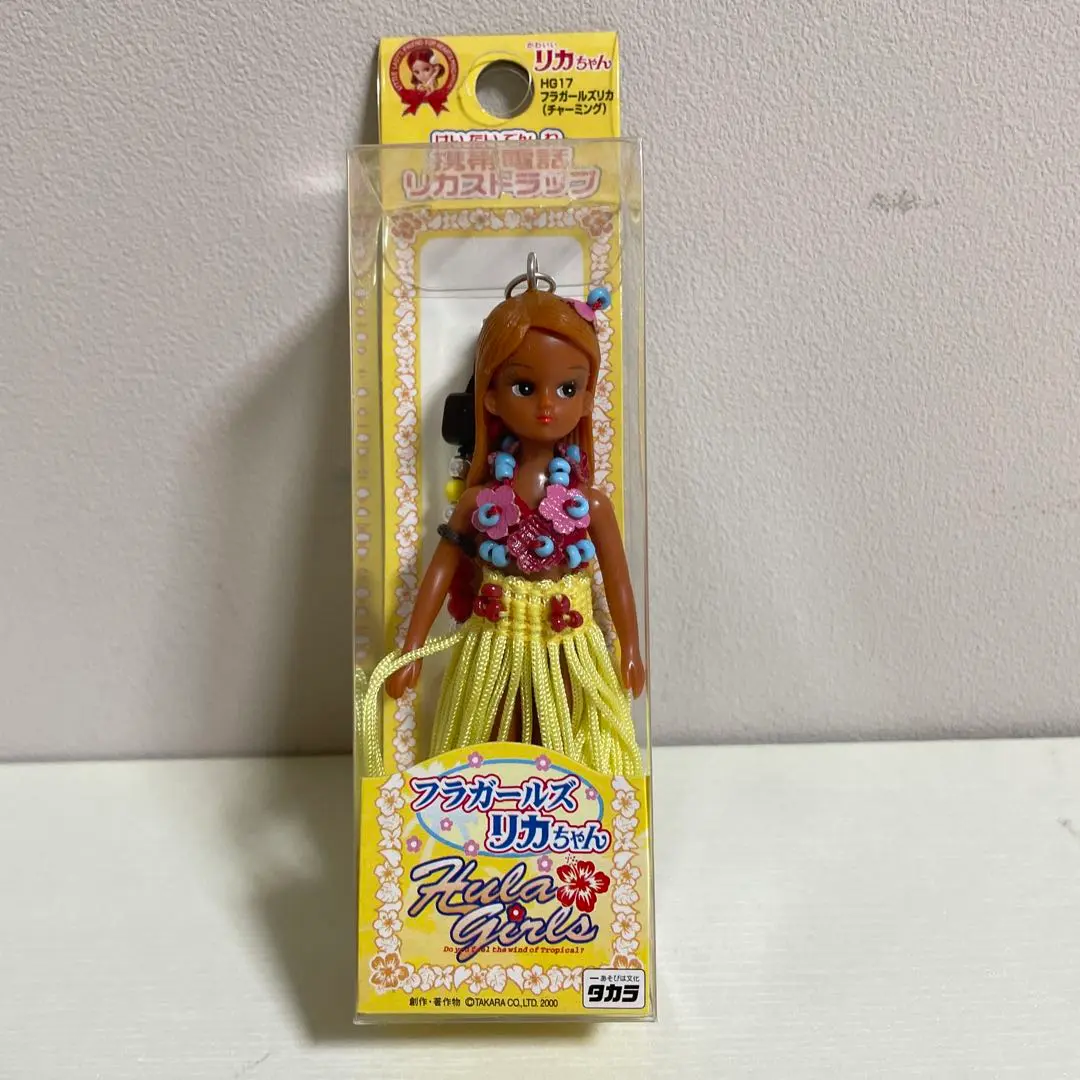 かわいい
リカちゃん
HG17
フラガールズリカ
(チャーミング)
けいたいでんわ
携帯電話
リカストラップ
フラガールズ
リカちゃん
Hula
Girls
Do you feel the wind of Tropical?
あそびは文化
タカラ
創作・著作物 ©TAKARA CO.,LTD. 2000